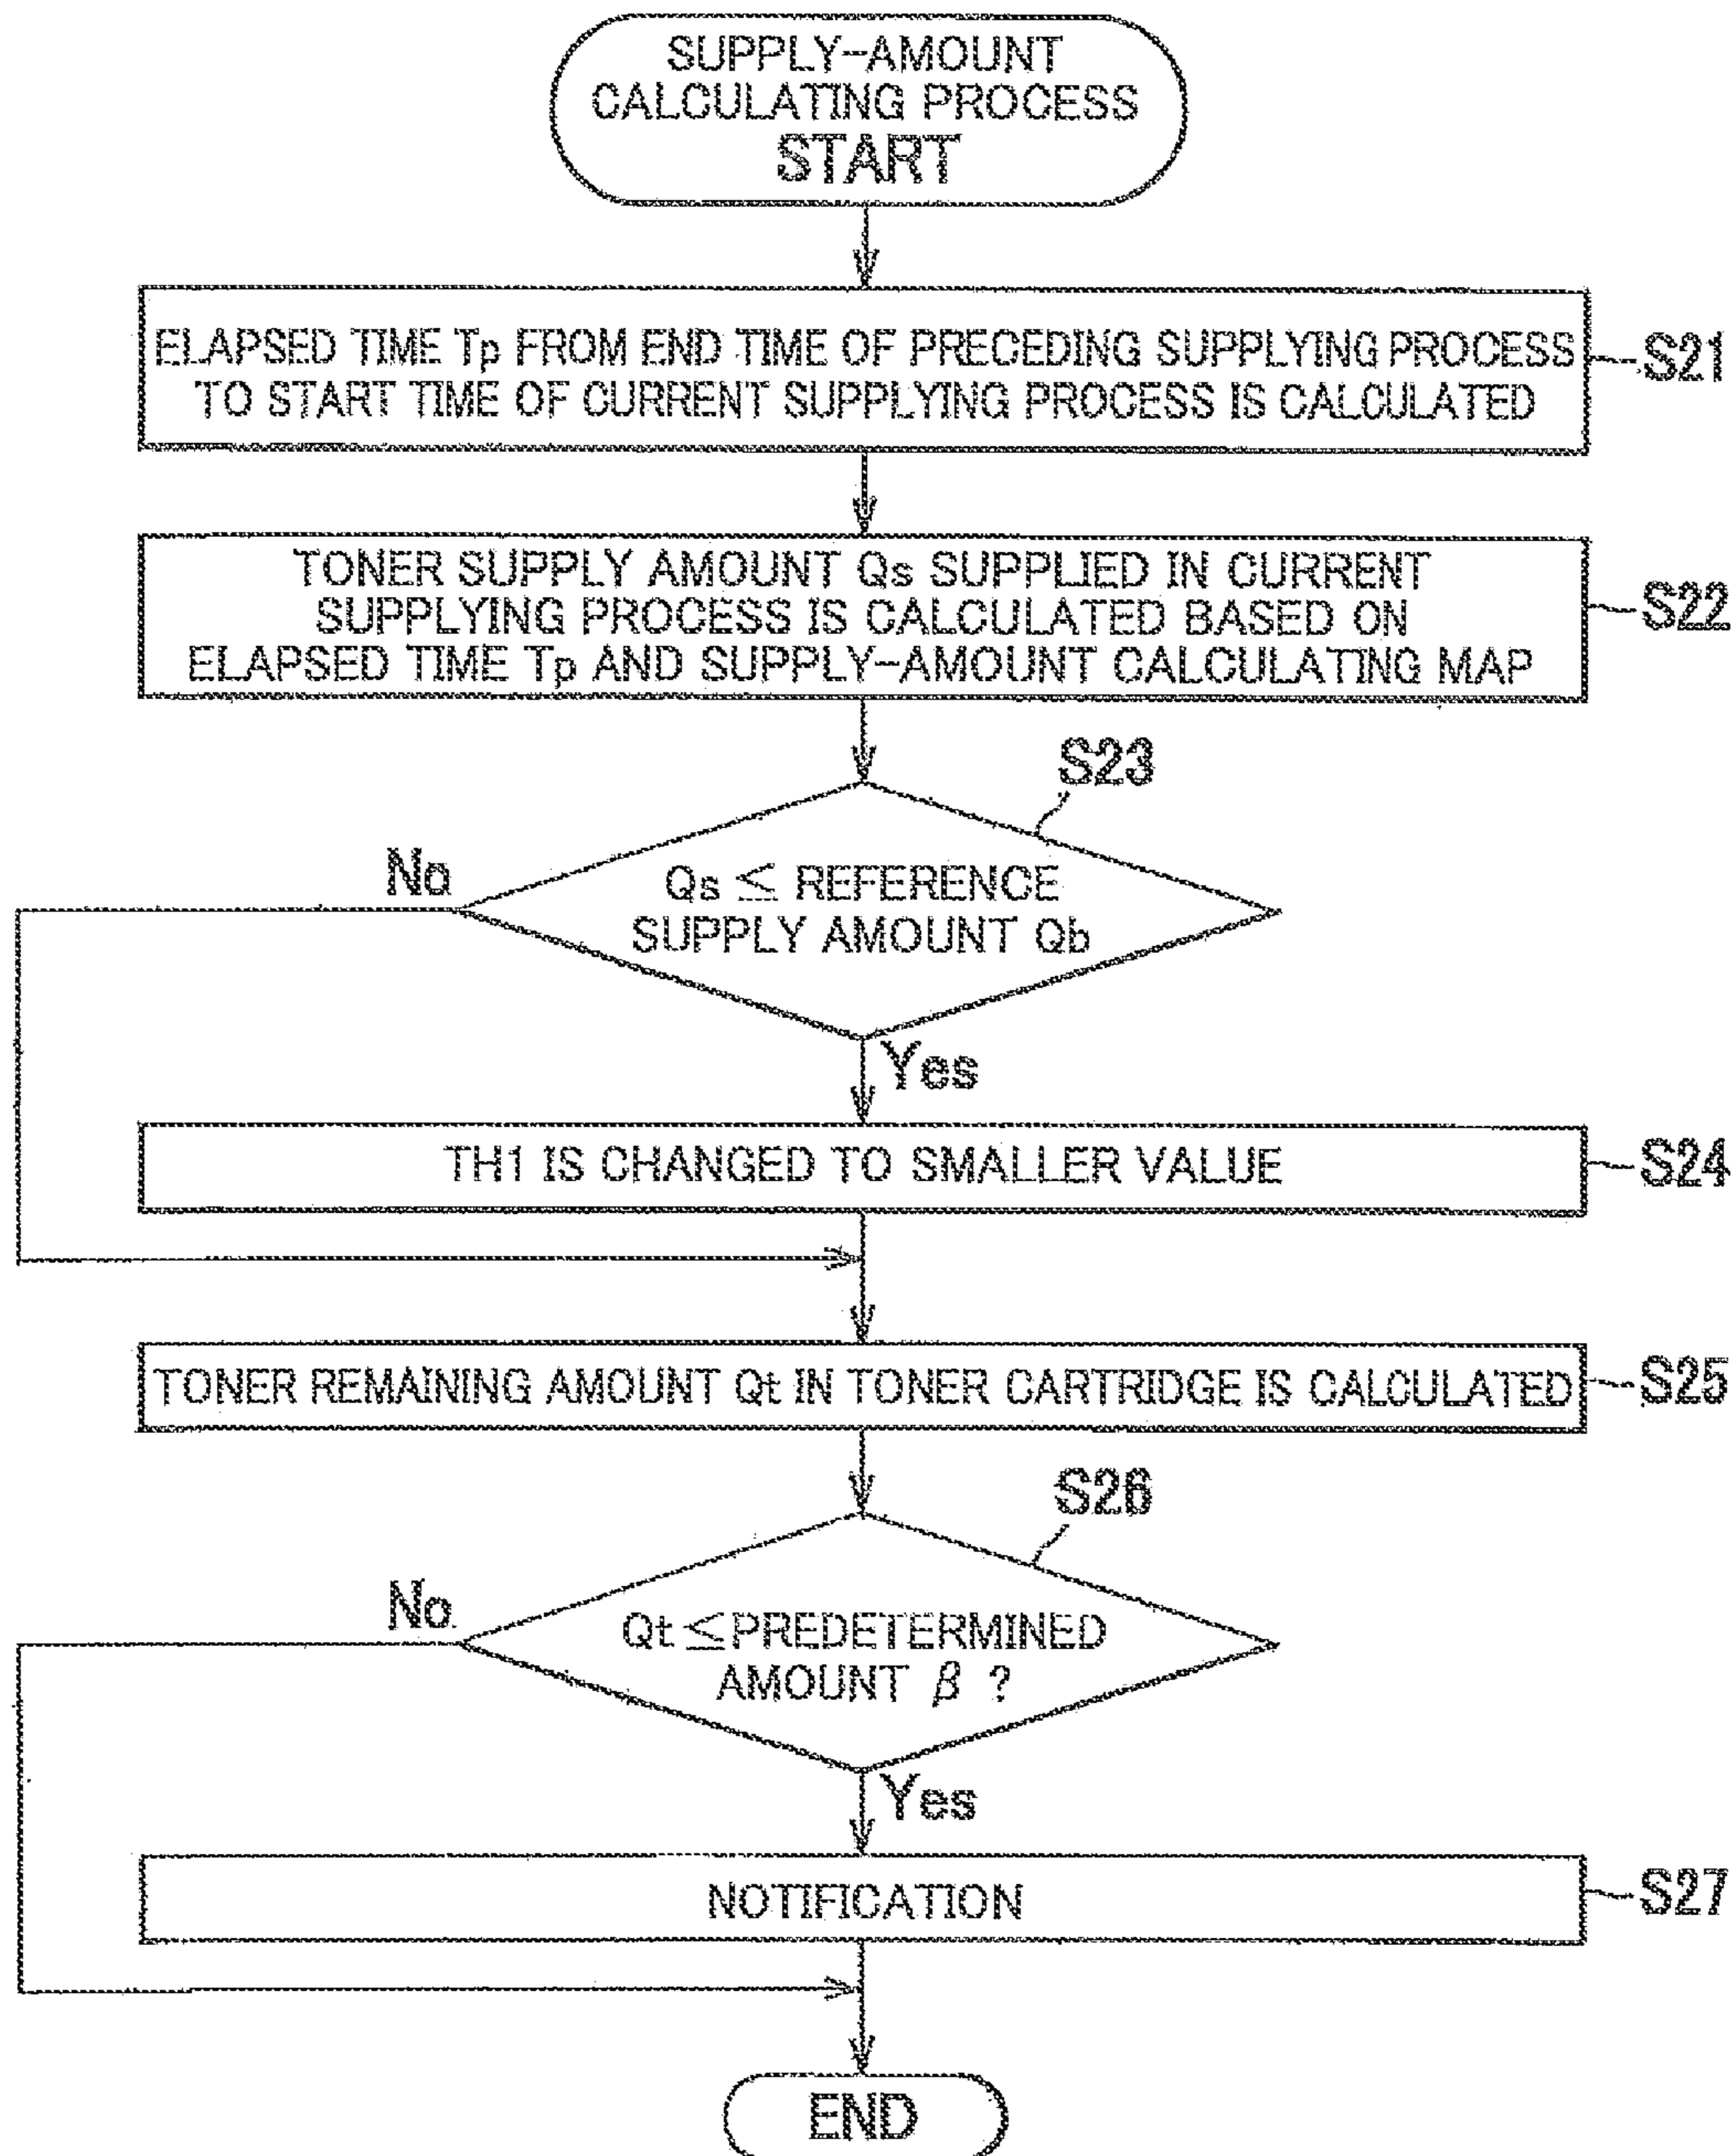 SUPPLY-AMOUNT
CALCULATING PROCESS
START
ELAPSED TIME Tp FROM END TIME OF PRECEDING SUPPLYING PROCESS
TO START TIME OF CURRENT SUPPLYING PROCESS IS CALCULATED
S21
TONER SUPPLY AMOUNT Qs SUPPLIED IN CURRENT
SUPPLYING PROCESS IS CALCULATED BASED ON
ELAPSED TIME Tp AND SUPPLY-AMOUNT CALCULATING MAP
S22
S23
No
Qs ≤ REFERENCE
SUPPLY AMOUNT Qb
Yes
TH1 IS CHANGED TO SMALLER VALUE
S24
TONER REMAINING AMOUNT Qt IN TONER CARTRIDGE IS CALCULATED
S25
S26
No
Qt ≤ PREDETERMINED
AMOUNT β ?
Yes
NOTIFICATION
S27
END